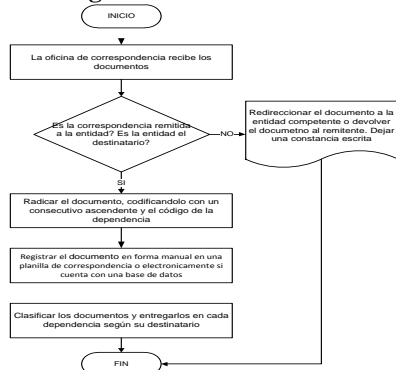 INICIO
La oficina de correspondencia recibe los
documentos
Es la correspondencia remitida
a la entidad? Es la entidad el
destinatario?
NO
Redireccionar el documento a la
entidad competente o devolver
el documetno al remitente. Dejar
una constancia escrita
SI
Radicar el documento, codificandolo con un
consecutivo ascendente y el código de la
dependencia
Registrar el documento en forma manual en una
planilla de correspondencia o electronicamente si
cuenta con una base de datos
Clasificar los documentos y entregarlos en cada
dependencia según su destinatario
FIN